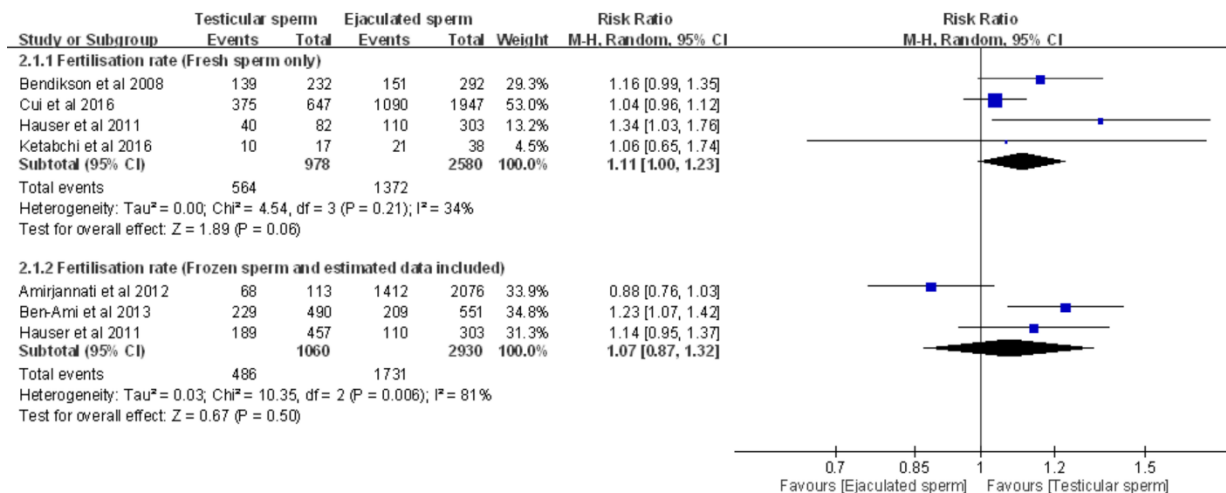 Testicular sperm Ejaculated sperm Risk Ratio Risk Ratio
Study or Subgroup Events Total Events Total Weight M-H, Random, 95% CI M-H, Random, 95% CI
2.1.1 Fertilisation rate (Fresh sperm only)
Bendikson et al 2008 139 232 151 292 29.3% 1.16 [0.99, 1.35]
Cui et al 2016 375 647 1090 1947 53.0% 1.04 [0.96, 1.12]
Hauser et al 2011 40 82 110 303 13.2% 1.34 [1.03, 1.76]
Ketabchi et al 2016 10 17 21 38 4.5% 1.06 [0.65, 1.74]
Subtotal (95% CI) 978 2580 100.0% 1.11 [1.00, 1.23]
Total events 564 1372
Heterogeneity: Tau² = 0.00; Chi² = 4.54, df = 3 (P = 0.21); I² = 34%
Test for overall effect: Z = 1.89 (P = 0.06)
2.1.2 Fertilisation rate (Frozen sperm and estimated data included)
Amirjannati et al 2012 68 113 1412 2076 33.9% 0.88 [0.76, 1.03]
Ben-Ami et al 2013 229 490 209 551 34.8% 1.23 [1.07, 1.42]
Hauser et al 2011 189 457 110 303 31.3% 1.14 [0.95, 1.37]
Subtotal (95% CI) 1060 2930 100.0% 1.07 [0.87, 1.32]
Total events 486 1731
Heterogeneity: Tau² = 0.03; Chi² = 10.35, df = 2 (P = 0.006); I² = 81%
Test for overall effect: Z = 0.67 (P = 0.50)
0.7 0.85 1 1.2 1.5
Favours [Ejaculated sperm] Favours [Testicular sperm]